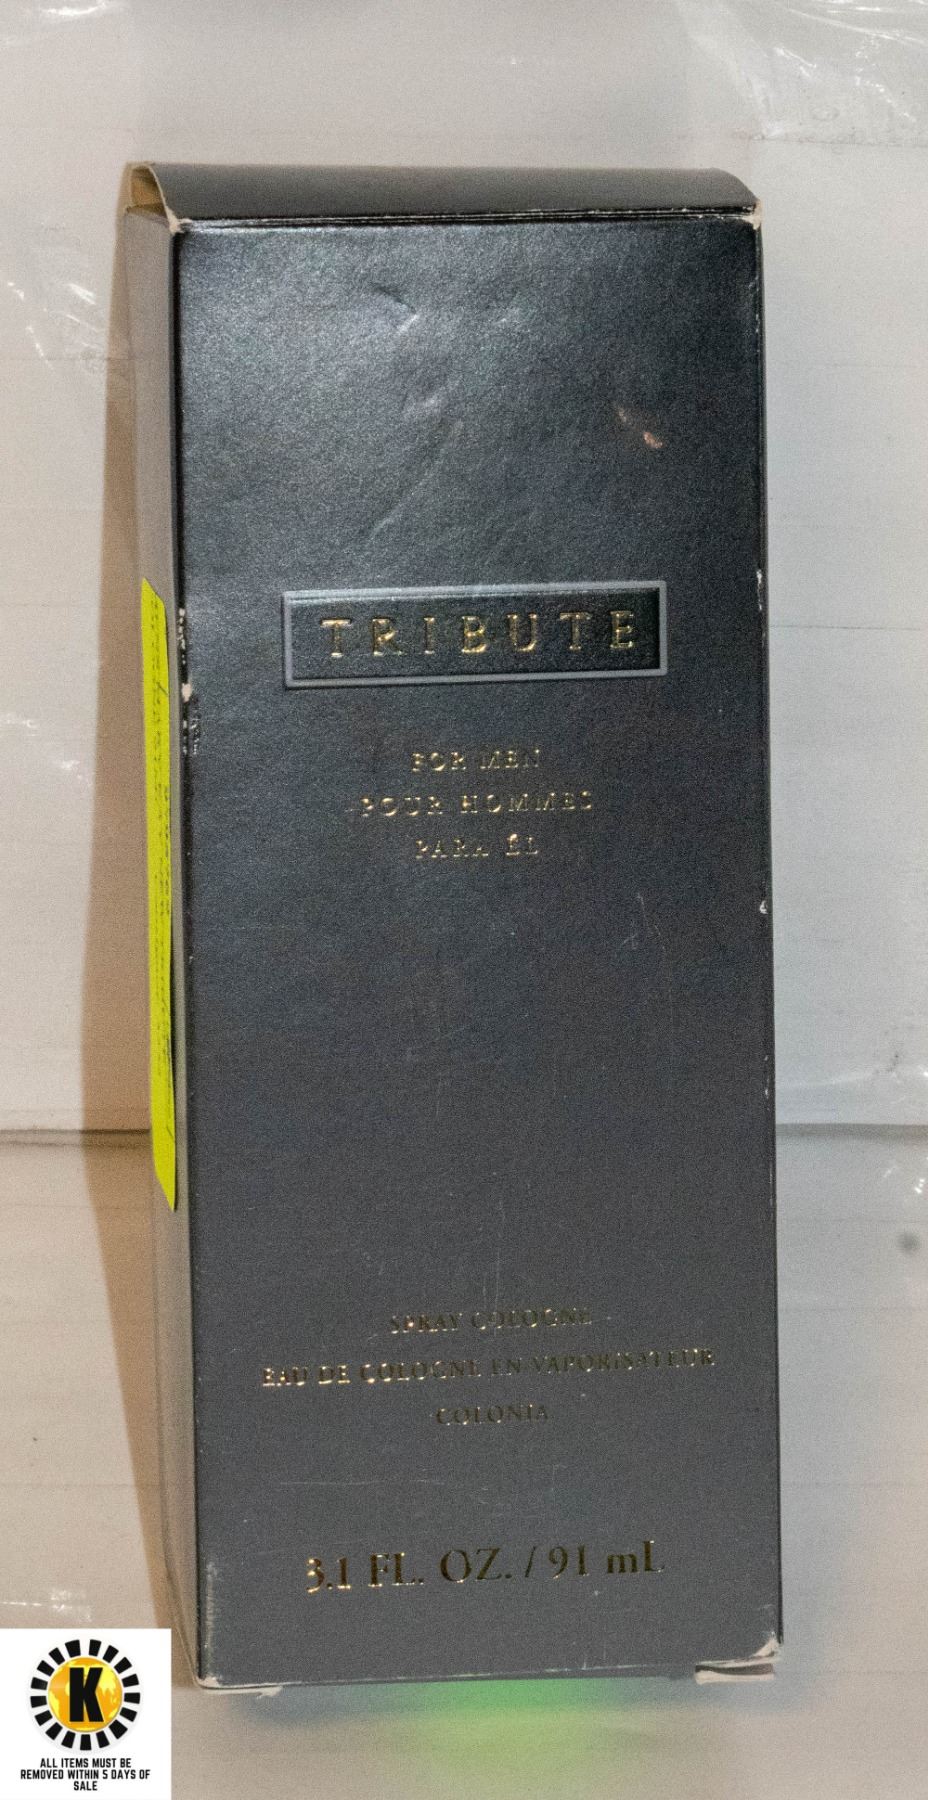 TRIBUTE
FOR MEN
POUR HOMMES
PARA ÉL
SPRAY COLOGNE
EAU DE COLOGNE EN VAPORISATEUR
COLONIA
3.1 FL. OZ. / 91 mL
K
ALL ITEMS MUST BE
REMOVED WITHIN 5 DAYS OF
SALE